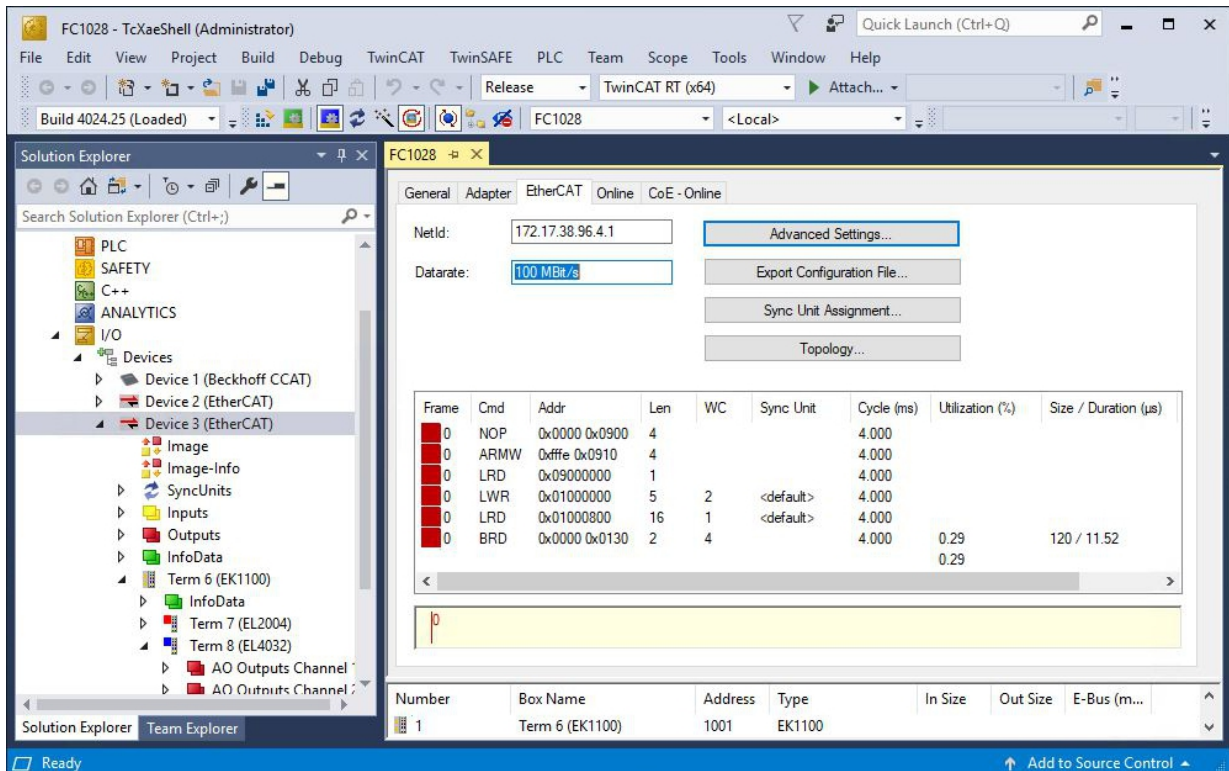 FC1028 - TcXaeShell (Administrator)
Quick Launch (Ctrl+Q)
File Edit View Project Build Debug TwinCAT TwinSAFE PLC Team Scope Tools Window Help
Release TwinCAT RT (x64) Attach...
Build 4024.25 (Loaded) FC1028 <Local>
Solution Explorer
Search Solution Explorer (Ctrl+;)
PLC
SAFETY
C++
ANALYTICS
I/O
Devices
Device 1 (Beckhoff CCAT)
Device 2 (EtherCAT)
Device 3 (EtherCAT)
Image
Image-Info
SyncUnits
Inputs
Outputs
InfoData
Term 6 (EK1100)
InfoData
Term 7 (EL2004)
Term 8 (EL4032)
AO Outputs Channel 1
AO Outputs Channel 2
Solution Explorer Team Explorer
FC1028
General Adapter EtherCAT Online CoE - Online
NetId: 172.17.38.96.4.1 Advanced Settings...
Datarate: 100 MBit/s Export Configuration File...
Sync Unit Assignment...
Topology...
Frame Cmd Addr Len WC Sync Unit Cycle (ms) Utilization (%) Size / Duration (µs)
0 NOP 0x0000 0x0900 4 4.000
0 ARMW 0xfffe 0x0910 4 4.000
0 LRD 0x09000000 1 4.000
0 LWR 0x01000000 5 2 <default> 4.000
0 LRD 0x01000800 16 1 <default> 4.000
0 BRD 0x0000 0x0130 2 4 4.000 0.29 120 / 11.52
0.29
0
Number Box Name Address Type In Size Out Size E-Bus (m...
1 Term 6 (EK1100) 1001 EK1100
Ready Add to Source Control